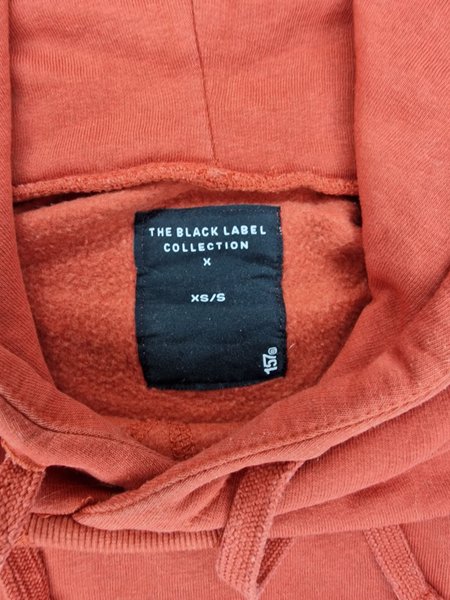 THE BLACK LABEL
COLLECTION
X
XS/S
157